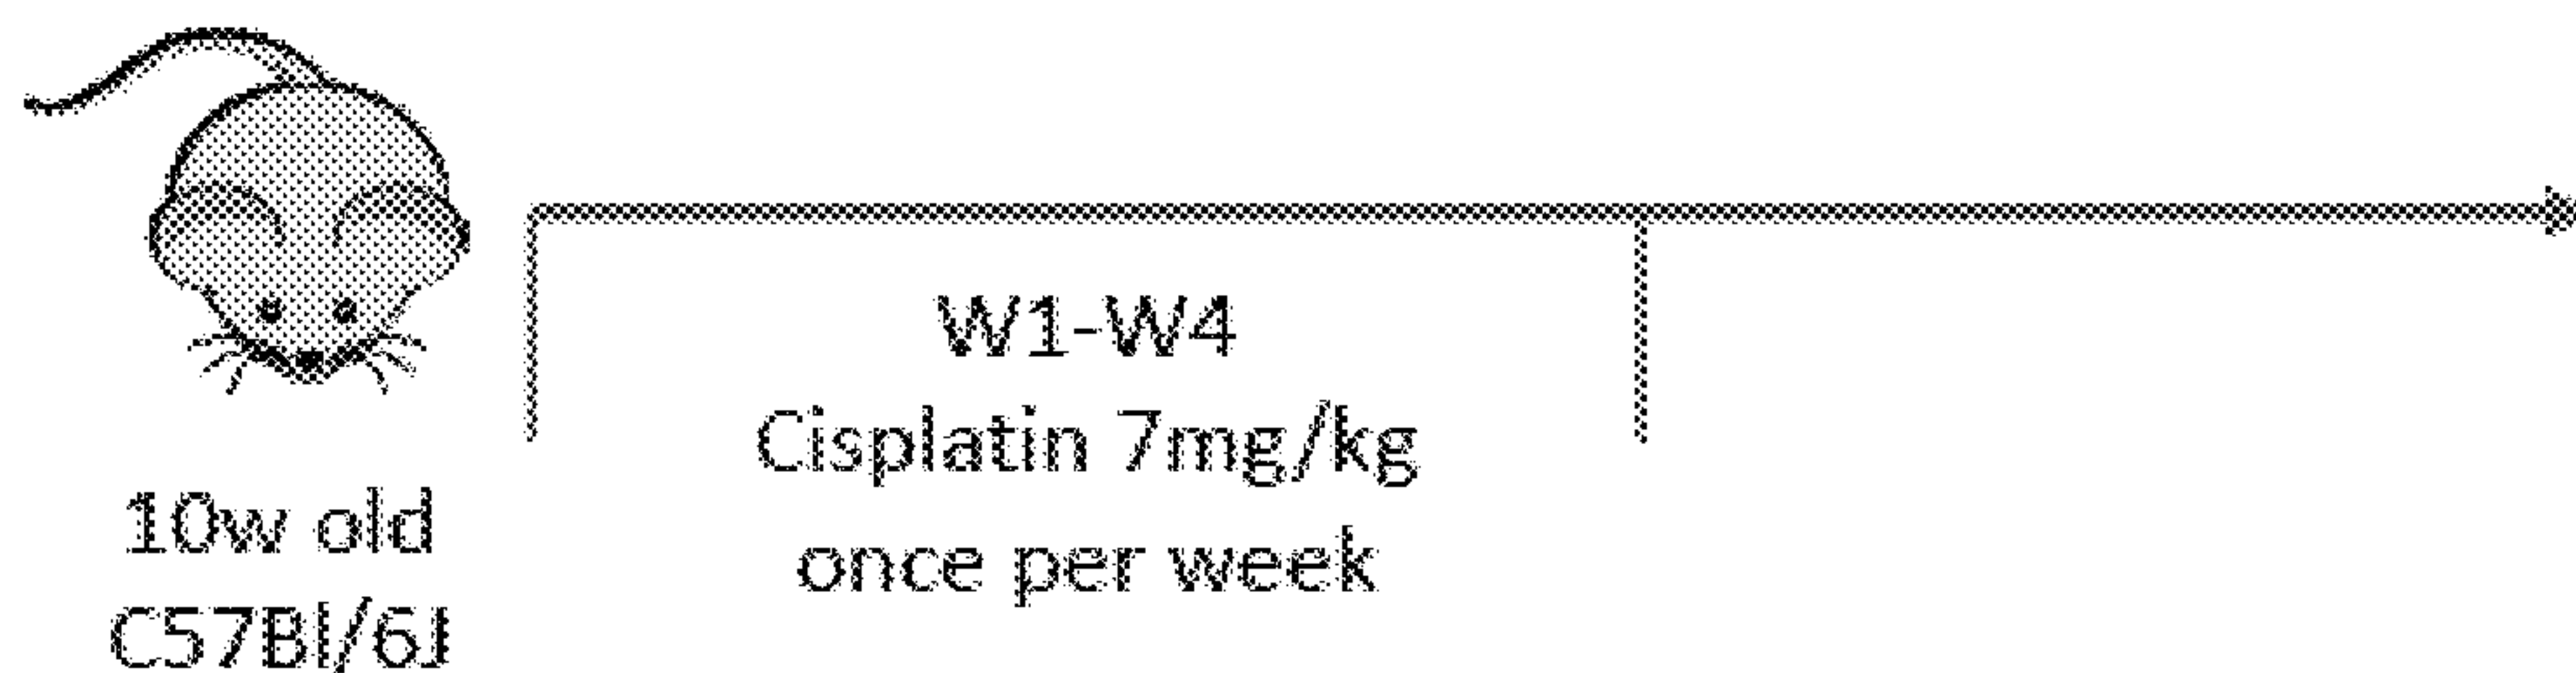 W1-W4
Cisplatin 7mg/kg
once per week
10w old
C57Bl/6J